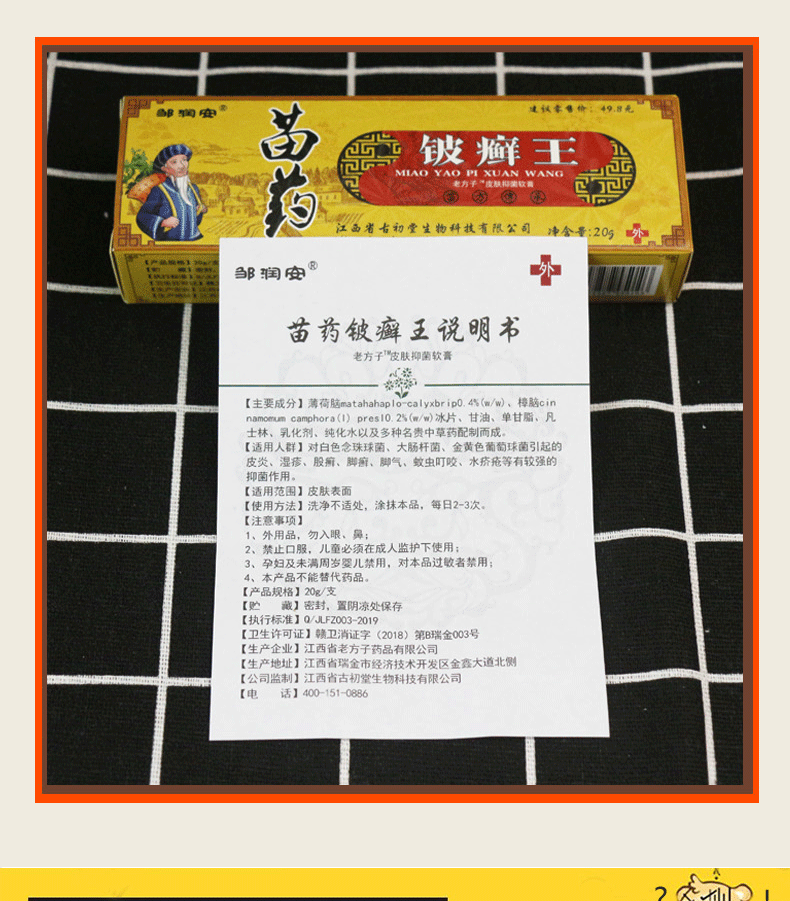 邹润安®
建议零售价：49.8元
苗药
铍癣王
MIAO YAO PI XUAN WANG
老方子™皮肤抑菌软膏
江西省古初堂生物科技有限公司
净含量：20g
外
邹润安®
外
苗药铍癣王说明书
老方子™皮肤抑菌软膏
【主要成分】薄荷脑matahahaplo-calyxbrip0.4%(w/w)、樟脑cin
namomum camphora(l) presl0.2%(w/w)冰片、甘油、单甘脂、凡
士林、乳化剂、纯化水以及多种名贵中草药配制而成。
【适用人群】对白色念珠球菌、大肠杆菌、金黄色葡萄球菌引起的
皮炎、湿疹、股癣、脚癣、脚气、蚊虫叮咬、水疥疮等有较强的
抑菌作用。
【适用范围】皮肤表面
【使用方法】洗净不适处，涂抹本品，每日2-3次。
【注意事项】
1、外用品，勿入眼、鼻；
2、禁止口服，儿童必须在成人监护下使用；
3、孕妇及未满周岁婴儿禁用，对本品过敏者禁用；
4、本产品不能替代药品。
【产品规格】20g/支
【贮　　藏】密封，置阴凉处保存
【执行标准】Q/JLFZ003-2019
【卫生许可证】赣卫消证字（2018）第B瑞金003号
【生产企业】江西省老方子药品有限公司
【生产地址】江西省瑞金市经济技术开发区金鑫大道北侧
【公司监制】江西省古初堂生物科技有限公司
【电　　话】400-151-0886